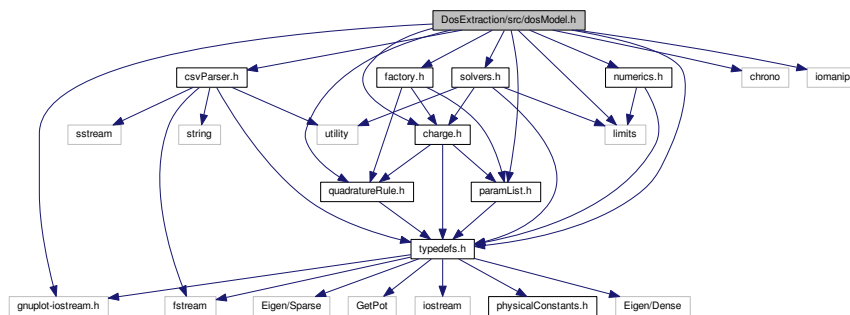 DosExtraction/src/dosModel.h
csvParser.h
factory.h
solvers.h
numerics.h
chrono
iomanip
sstream
string
utility
charge.h
limits
quadratureRule.h
paramList.h
typedefs.h
gnuplot-iostream.h
fstream
Eigen/Sparse
GetPot
iostream
physicalConstants.h
Eigen/Dense